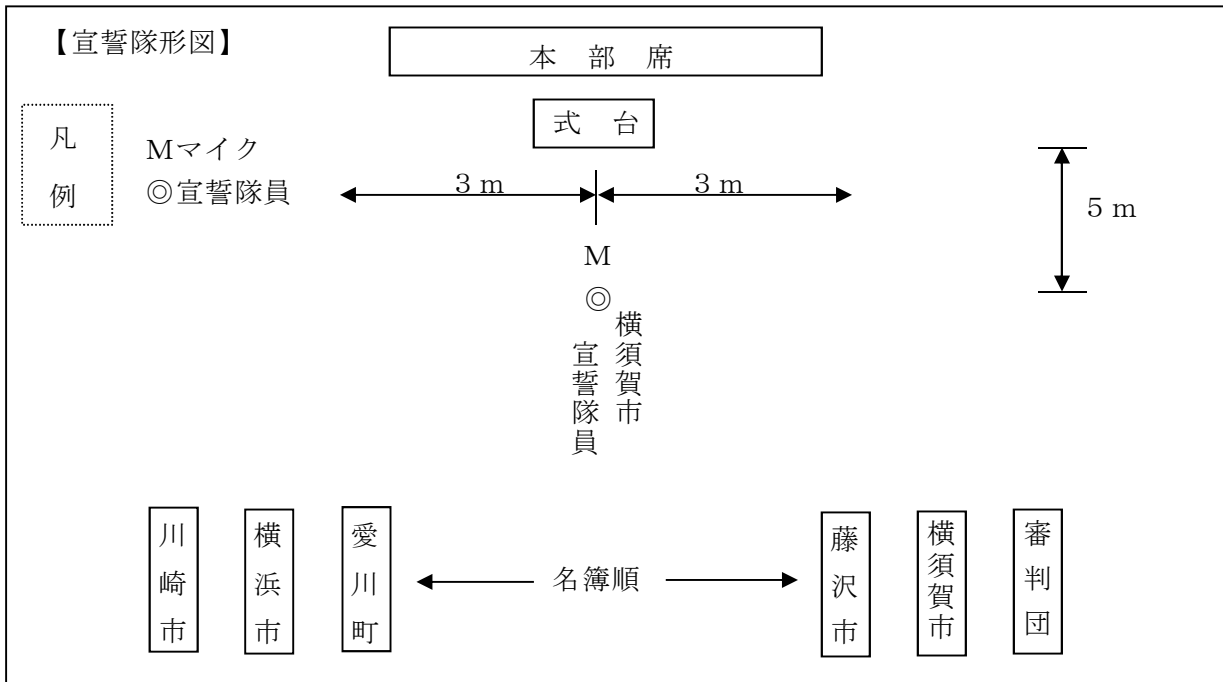 【宣誓隊形図】
本 部 席
式 台
凡例
Mマイク
◎宣誓隊員
3ｍ
3ｍ
5ｍ
M
◎
横須賀市
宣誓隊員
川崎市
横浜市
愛川町
名簿順
藤沢市
横須賀市
審判団